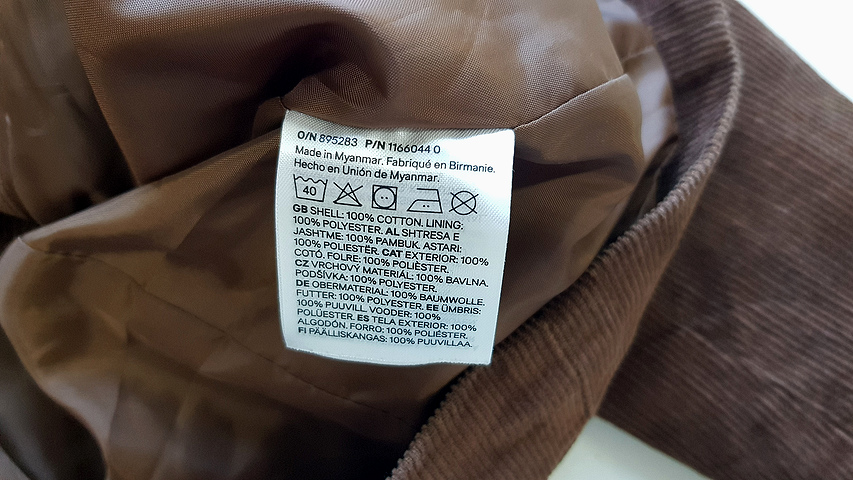 O/N 895283 P/N 1166044 0
Made in Myanmar. Fabriqué en Birmanie.
Hecho en Unión de Myanmar.
40
GB SHELL: 100% COTTON. LINING:
100% POLYESTER. AL SHTRESA E
JASHTME: 100% PAMBUK. ASTARI:
100% POLIESTËR. CAT EXTERIOR: 100%
COTÓ. FOLRE: 100% POLIÈSTER.
CZ VRCHOVÝ MATERIÁL: 100% BAVLNA.
PODŠÍVKA: 100% POLYESTER.
DE OBERMATERIAL: 100% BAUMWOLLE.
FUTTER: 100% POLYESTER. EE ÜMBRIS:
100% PUUVILL. VOODER: 100%
POLÜESTER. ES TELA EXTERIOR: 100%
ALGODÓN. FORRO: 100% POLIÉSTER.
FI PÄÄLLISKANGAS: 100% PUUVILLAA.